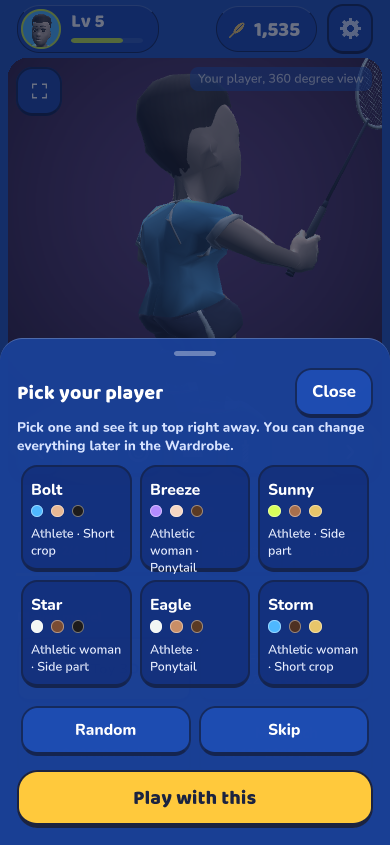 Lv 5
1,535
Your player, 360 degree view
Pick your player
Close
Pick one and see it up top right away. You can change
everything later in the Wardrobe.
Bolt
Athlete · Short
crop
Breeze
Athletic
woman ·
Ponytail
Sunny
Athlete · Side
part
Star
Athletic woman
· Side part
Eagle
Athlete ·
Ponytail
Storm
Athletic woman
· Short crop
Random
Skip
Play with this